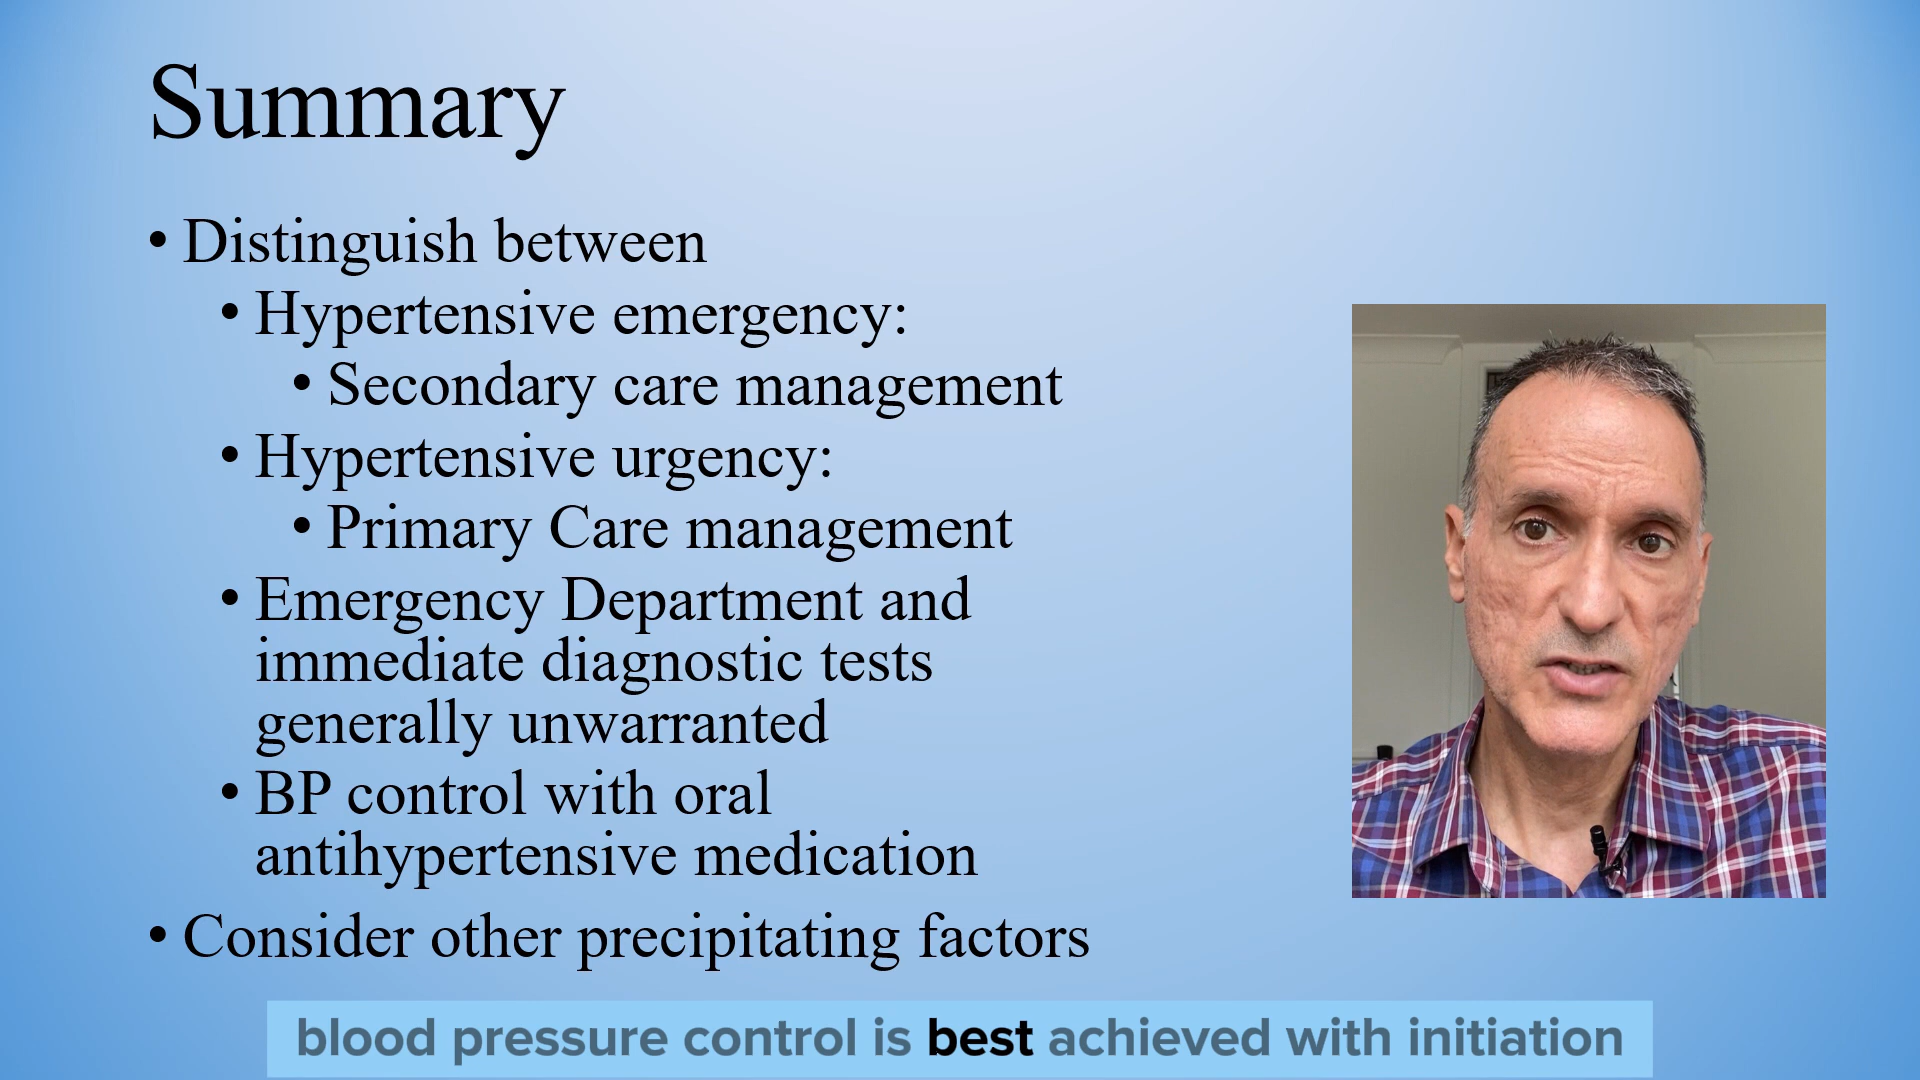 Summary
• Distinguish between
• Hypertensive emergency:
• Secondary care management
• Hypertensive urgency:
• Primary Care management
• Emergency Department and
immediate diagnostic tests
generally unwarranted
• BP control with oral
antihypertensive medication
• Consider other precipitating factors
blood pressure control is best achieved with initiation